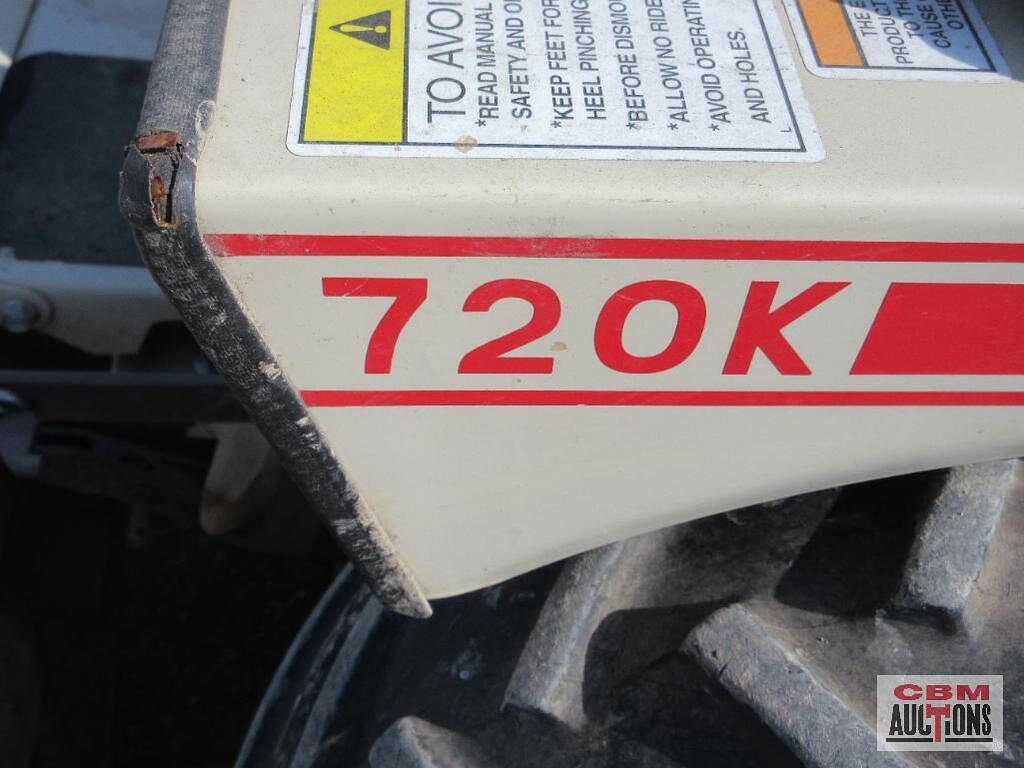 TO AVOI
*READ MANUAL
SAFETY AND O
*KEEP FEET FOR
HEEL PINCHING
*BEFORE DISMO
*ALLOW NO RIDE
*AVOID OPERATIN
AND HOLES.
L
THE E
PRODUCT
TO TH
CAUSE
OTHE
720K
CBM
AUCTIONS